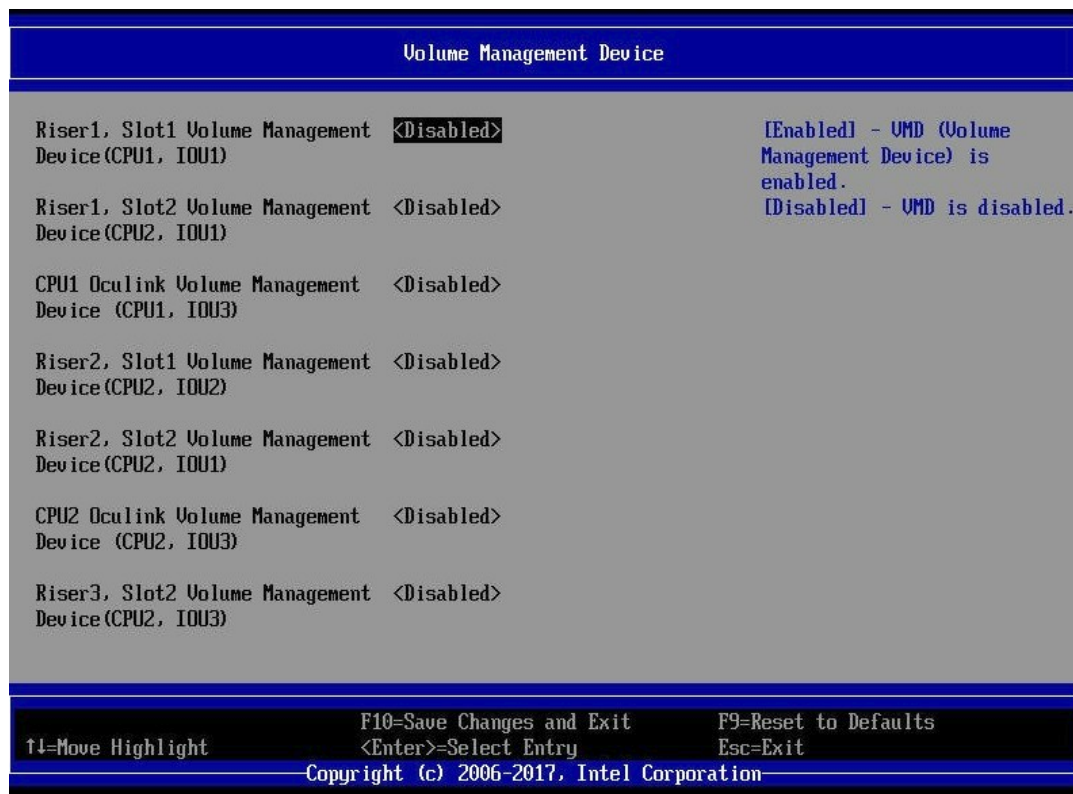 Volume Management Device
Riser1, Slot1 Volume Management <Disabled>
Device(CPU1, IOU1)
Riser1, Slot2 Volume Management <Disabled>
Device(CPU2, IOU1)
CPU1 Oculink Volume Management <Disabled>
Device (CPU1, IOU3)
Riser2, Slot1 Volume Management <Disabled>
Device(CPU2, IOU2)
Riser2, Slot2 Volume Management <Disabled>
Device(CPU2, IOU1)
CPU2 Oculink Volume Management <Disabled>
Device (CPU2, IOU3)
Riser3, Slot2 Volume Management <Disabled>
Device(CPU2, IOU3)
[Enabled] - VMD (Volume
Management Device) is
enabled.
[Disabled] - VMD is disabled.
F10=Save Changes and Exit F9=Reset to Defaults
↑↓=Move Highlight <Enter>=Select Entry Esc=Exit
Copyright (c) 2006-2017, Intel Corporation